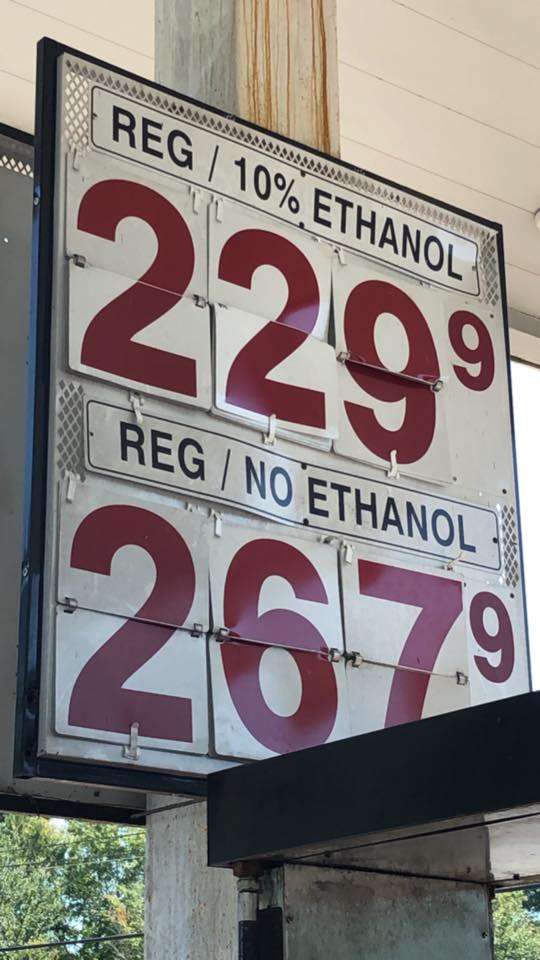 REG / 10% ETHANOL
229 9
REG / NO ETHANOL
267 9